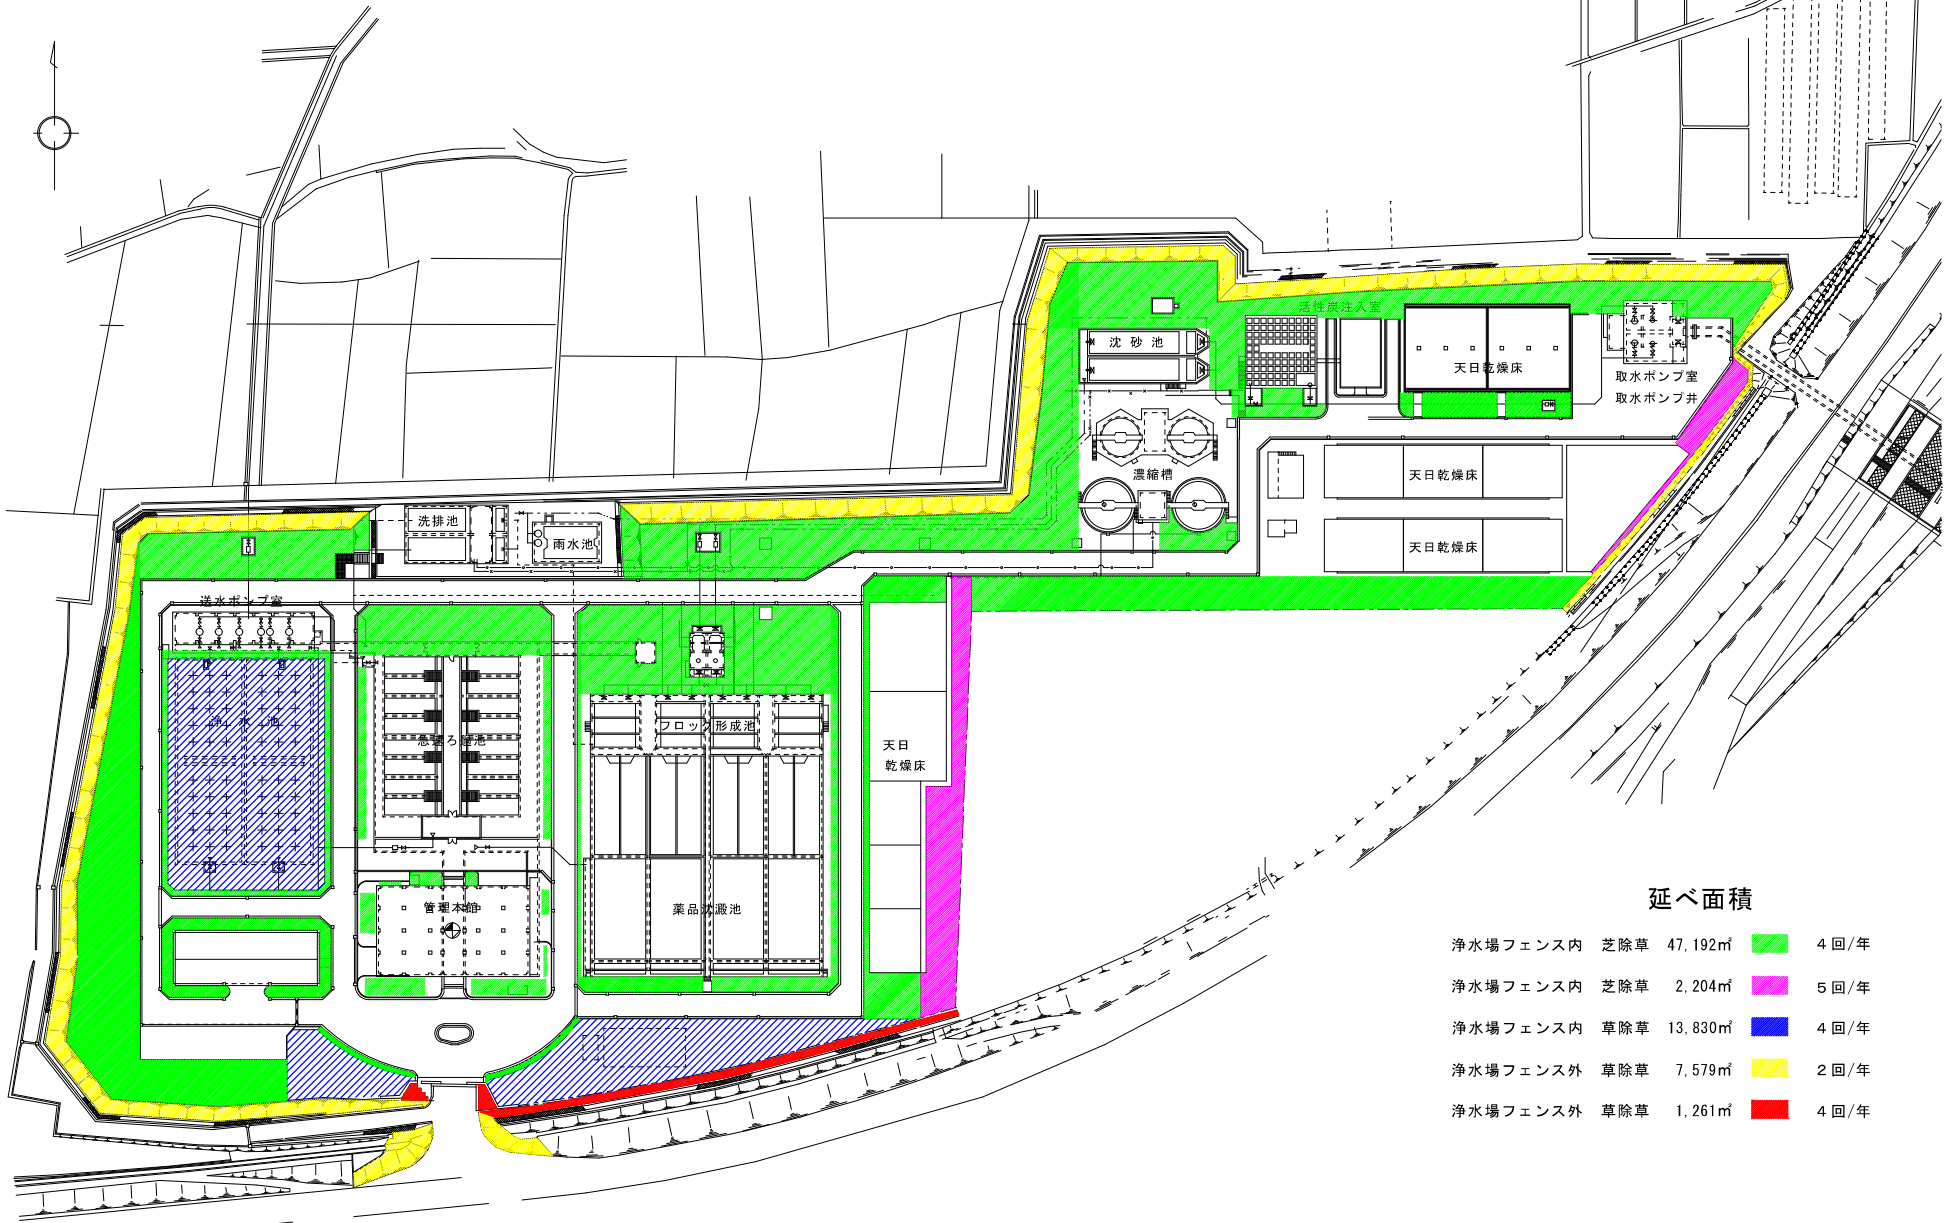 活性炭注入室
沈砂池
天日乾燥床
取水ポンプ室
取水ポンプ井
濃縮槽
天日乾燥床
天日乾燥床
洗排池
雨水池
送水ポンプ室
浄水池
急速ろ過池
フロック形成池
天日
乾燥床
管理本館
薬品沈澱池
延べ面積
浄水場フェンス内 芝除草 47,192㎡ 4回/年
浄水場フェンス内 芝除草 2,204㎡ 5回/年
浄水場フェンス内 草除草 13,830㎡ 4回/年
浄水場フェンス外 草除草 7,579㎡ 2回/年
浄水場フェンス外 草除草 1,261㎡ 4回/年